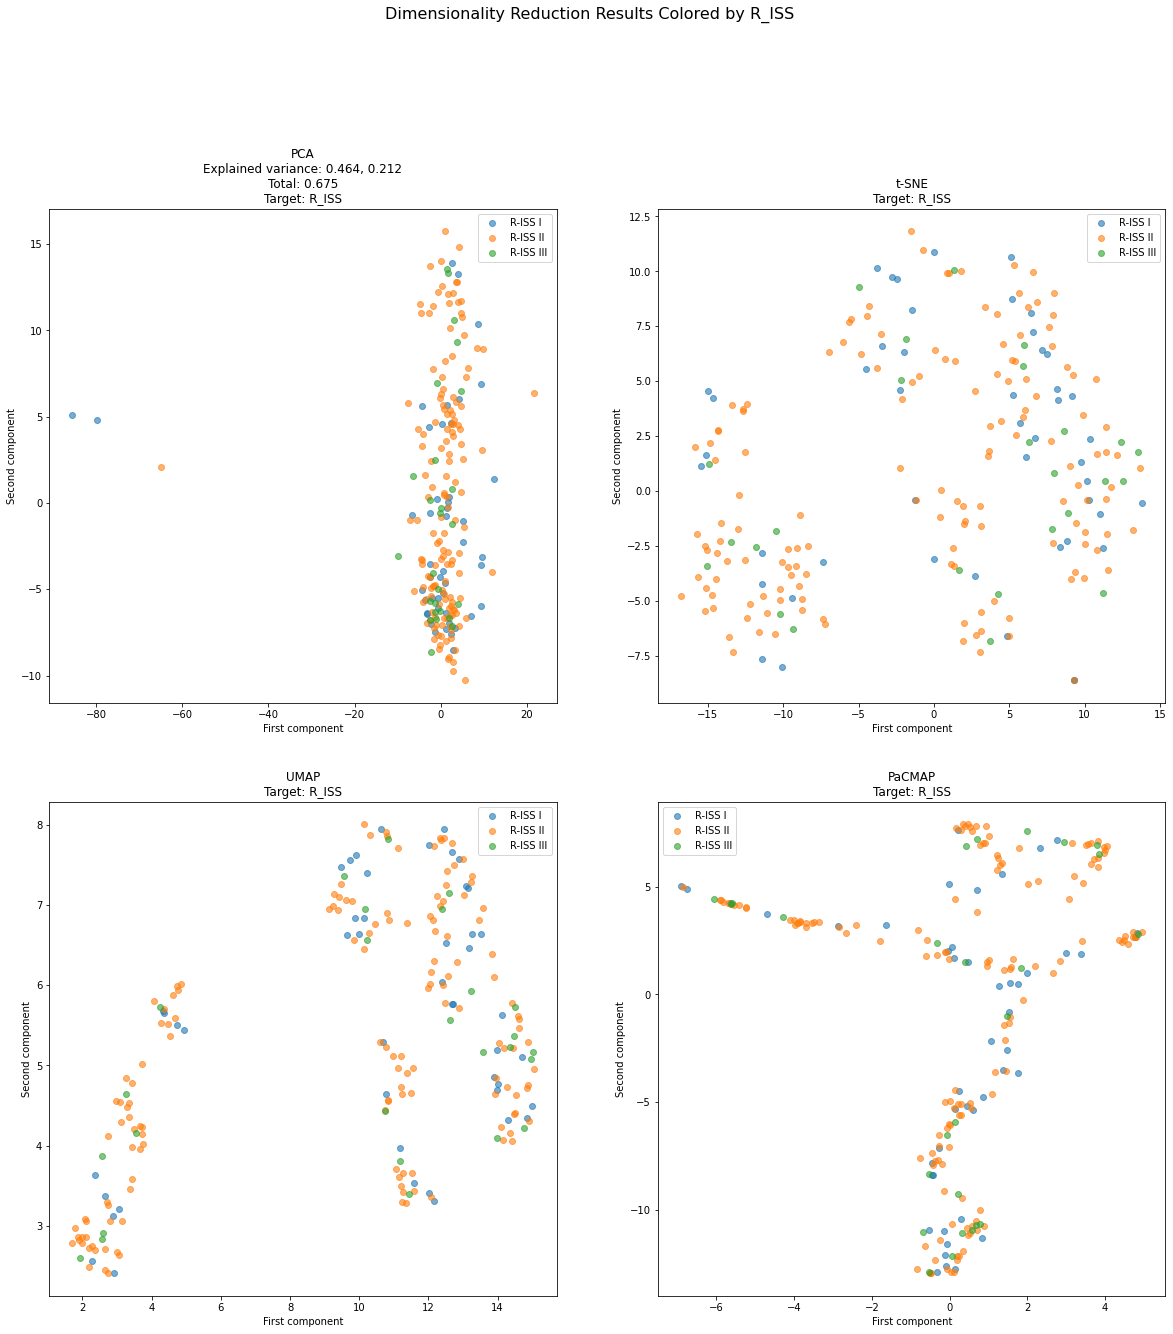 Dimensionality Reduction Results Colored by R_ISS
PCA
Explained variance: 0.464, 0.212
Total: 0.675
Target: R_ISS
R-ISS I
R-ISS II
R-ISS III
15
10
5
0
−5
−10
Second component
−80
−60
−40
−20
0
20
First component
t-SNE
Target: R_ISS
R-ISS I
R-ISS II
R-ISS III
12.5
10.0
7.5
5.0
2.5
0.0
−2.5
−5.0
−7.5
Second component
−15
−10
−5
0
5
10
15
First component
UMAP
Target: R_ISS
R-ISS I
R-ISS II
R-ISS III
8
7
6
5
4
3
Second component
2
4
6
8
10
12
14
First component
PaCMAP
Target: R_ISS
R-ISS I
R-ISS II
R-ISS III
5
0
−5
−10
Second component
−6
−4
−2
0
2
4
First component